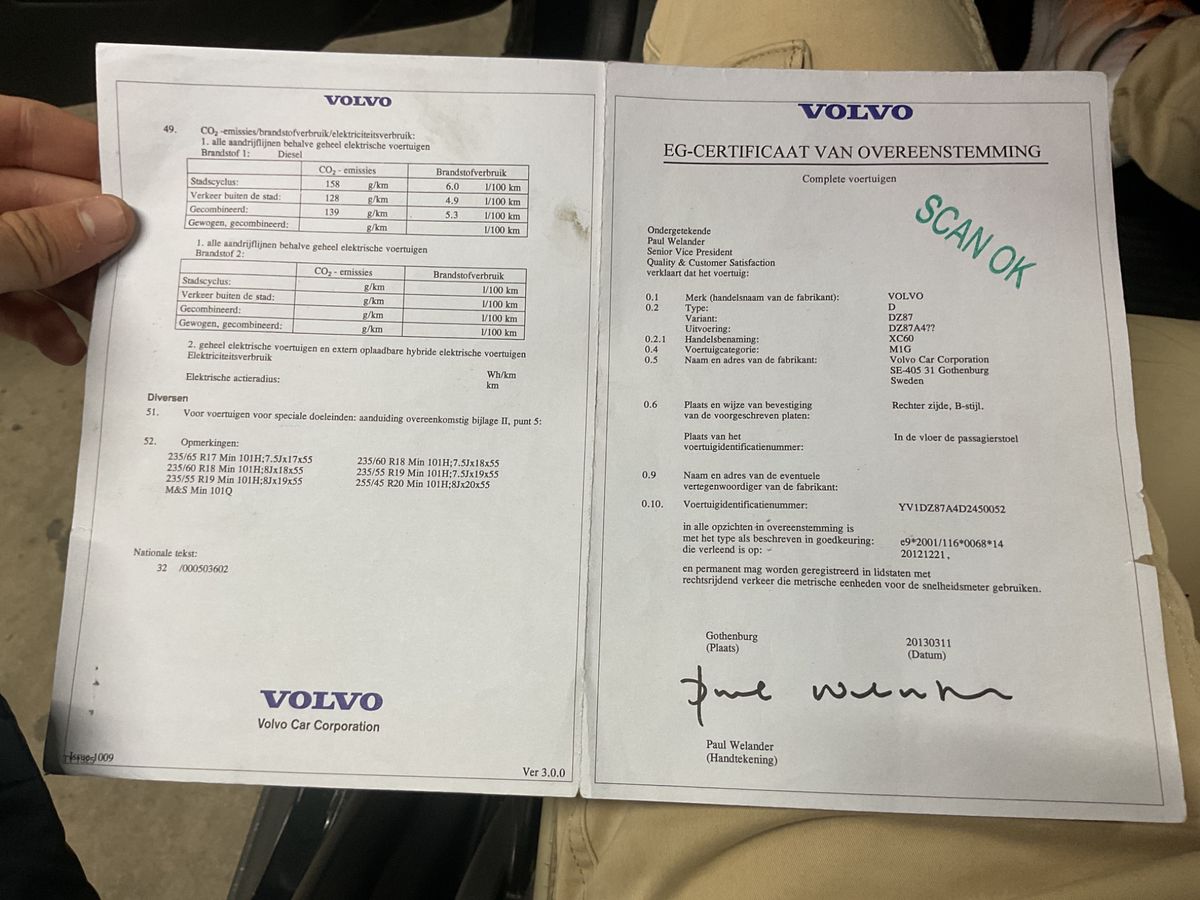 VOLVO
49. CO₂ -emissies/brandstofverbruik/elektriciteitsverbruik:
1. alle aandrijflijnen behalve geheel elektrische voertuigen
Brandstof 1: Diesel
CO₂ - emissies Brandstofverbruik
Stadscyclus: 158 g/km 6.0 l/100 km
Verkeer buiten de stad: 128 g/km 4.9 l/100 km
Gecombineerd: 139 g/km 5.3 l/100 km
Gewogen, gecombineerd: g/km l/100 km
1. alle aandrijflijnen behalve geheel elektrische voertuigen
Brandstof 2:
CO₂ - emissies Brandstofverbruik
Stadscyclus: g/km l/100 km
Verkeer buiten de stad: g/km l/100 km
Gecombineerd: g/km l/100 km
Gewogen, gecombineerd: g/km l/100 km
2. geheel elektrische voertuigen en extern oplaadbare hybride elektrische voertuigen
Elektriciteitsverbruik
Wh/km
Elektrische actieradius: km
Diversen
51. Voor voertuigen voor speciale doeleinden: aanduiding overeenkomstig bijlage II, punt 5:
52. Opmerkingen:
235/65 R17 Min 101H;7.5Jx17x55 235/60 R18 Min 101H;7.5Jx18x55
235/60 R18 Min 101H;8Jx18x55 235/55 R19 Min 101H;7.5Jx19x55
235/55 R19 Min 101H;8Jx19x55 255/45 R20 Min 101H;8Jx20x55
M&S Min 101Q
Nationale tekst:
32 /000503602
VOLVO
Volvo Car Corporation
Ver 3.0.0
VOLVO
EG-CERTIFICAAT VAN OVEREENSTEMMING
Complete voertuigen
SCAN OK
Ondergetekende
Paul Welander
Senior Vice President
Quality & Customer Satisfaction
verklaart dat het voertuig:
0.1 Merk (handelsnaam van de fabrikant): VOLVO
0.2 Type: D
Variant: DZ87
Uitvoering: DZ87A4??
0.2.1 Handelsbenaming: XC60
0.4 Voertuigcategorie: M1G
0.5 Naam en adres van de fabrikant: Volvo Car Corporation
SE-405 31 Gothenburg
Sweden
0.6 Plaats en wijze van bevestiging Rechter zijde, B-stijl.
van de voorgeschreven platen:
Plaats van het In de vloer de passagierstoel
voertuigidentificatienummer:
0.9 Naam en adres van de eventuele
vertegenwoordiger van de fabrikant:
0.10. Voertuigidentificatienummer: YV1DZ87A4D2450052
in alle opzichten in overeenstemming is
met het type als beschreven in goedkeuring: e9*2001/116*0068*14
die verleend is op: 20121221,
en permanent mag worden geregistreerd in lidstaten met
rechtsrijdend verkeer die metrische eenheden voor de snelheidsmeter gebruiken.
Gothenburg 20130311
(Plaats) (Datum)
Paul Welander
Paul Welander
(Handtekening)